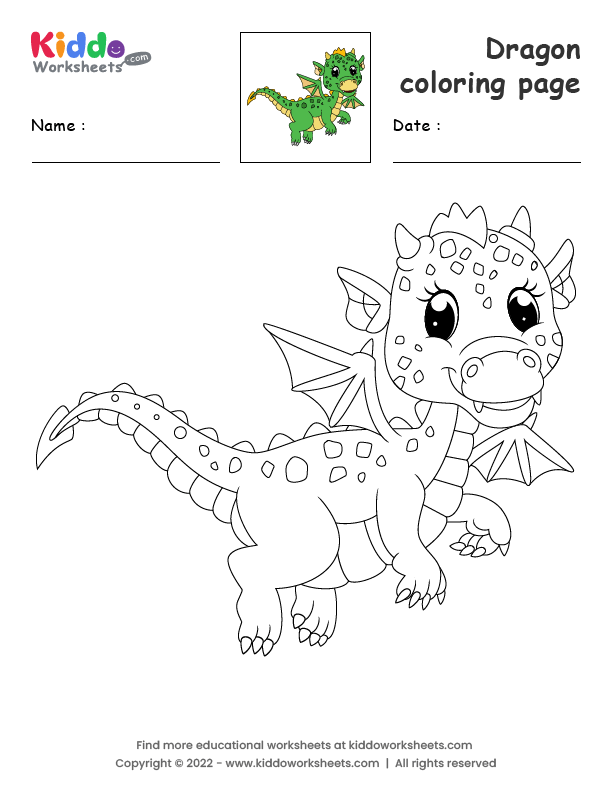 Kiddo
Worksheets.com
Dragon
coloring page
Name :
Date :
Find more educational worksheets at kiddoworksheets.com
Copyright © 2022 - www.kiddoworksheets.com | All rights reserved